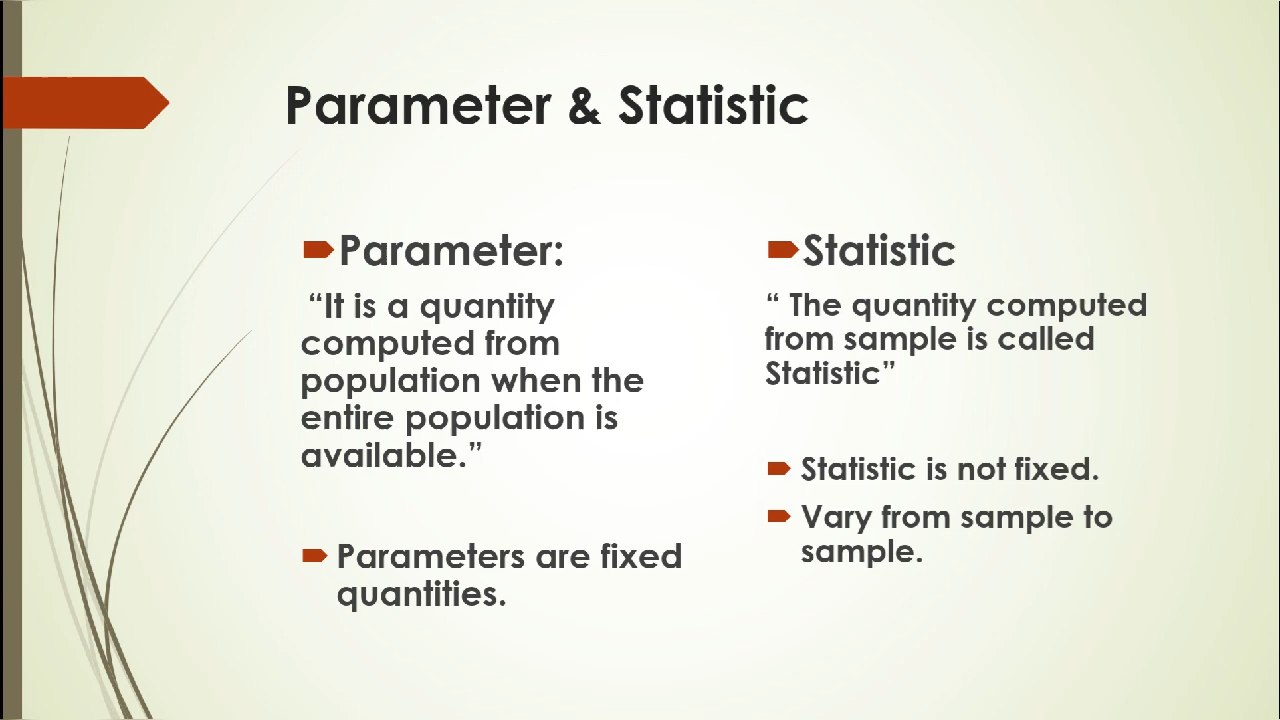 Parameter & Statistic
Parameter:
“It is a quantity
computed from
population when the
entire population is
available.”
Parameters are fixed
quantities.
Statistic
“ The quantity computed
from sample is called
Statistic”
Statistic is not fixed.
Vary from sample to
sample.